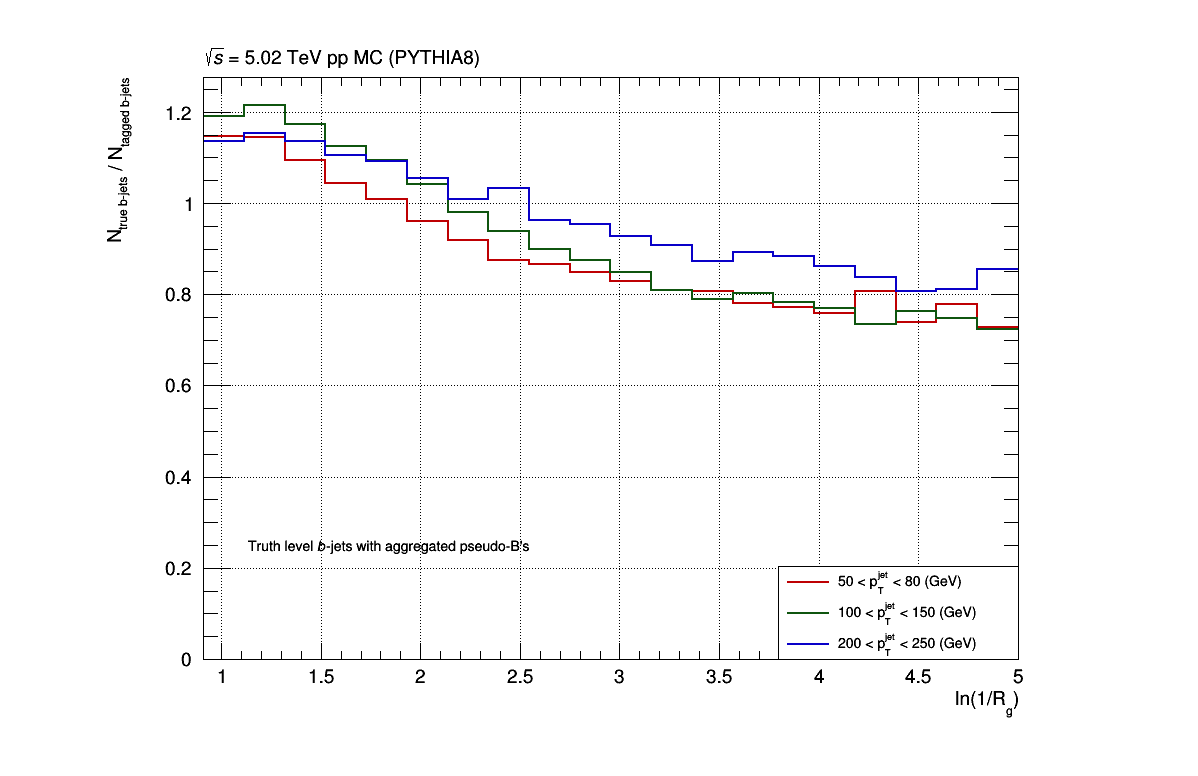 √s = 5.02 TeV pp MC (PYTHIA8)
N_true b-jets / N_tagged b-jets
1.2
1
0.8
0.6
0.4
0.2
0
Truth level b-jets with aggregated pseudo-B's
50 < p_T^jet < 80 (GeV)
100 < p_T^jet < 150 (GeV)
200 < p_T^jet < 250 (GeV)
1 1.5 2 2.5 3 3.5 4 4.5 5
ln(1/R_g)